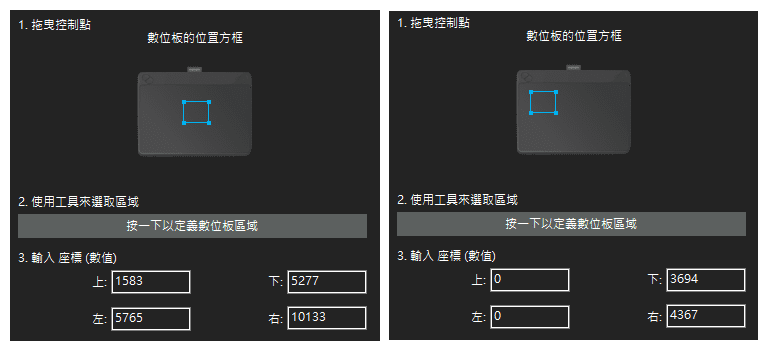 1. 拖曳控制點
數位板的位置方框
2. 使用工具來選取區域
按一下以定義數位板區域
3. 輸入 座標 (數值)
上: 1583 下: 5277
左: 5765 右: 10133
1. 拖曳控制點
數位板的位置方框
2. 使用工具來選取區域
按一下以定義數位板區域
3. 輸入 座標 (數值)
上: 0 下: 3694
左: 0 右: 4367